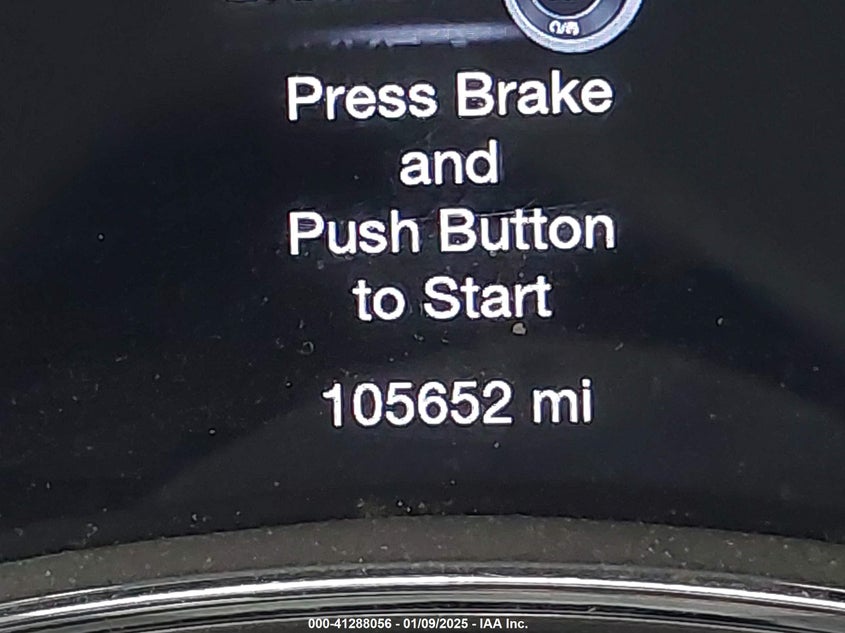 Press Brake
and
Push Button
to Start
105652 mi
000-41288056 - 01/09/2025 - IAA Inc.